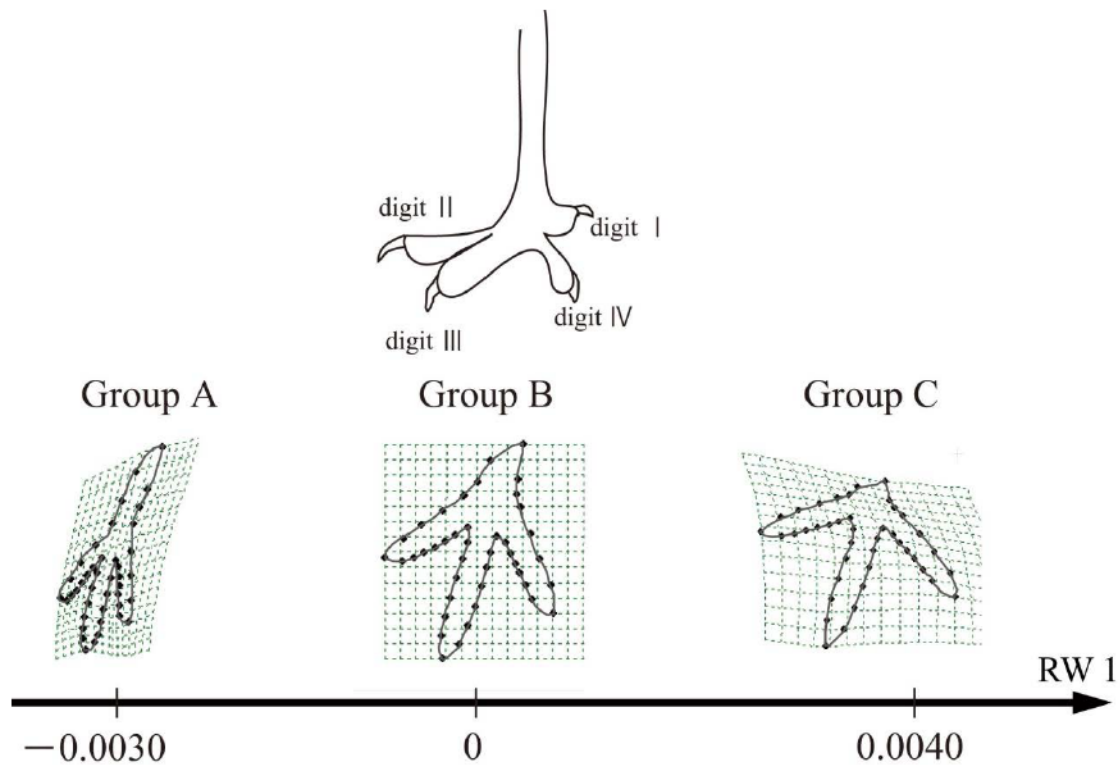 digit Ⅱ
digit Ⅰ
digit Ⅳ
digit Ⅲ
Group A Group B Group C
RW 1
−0.0030 0 0.0040